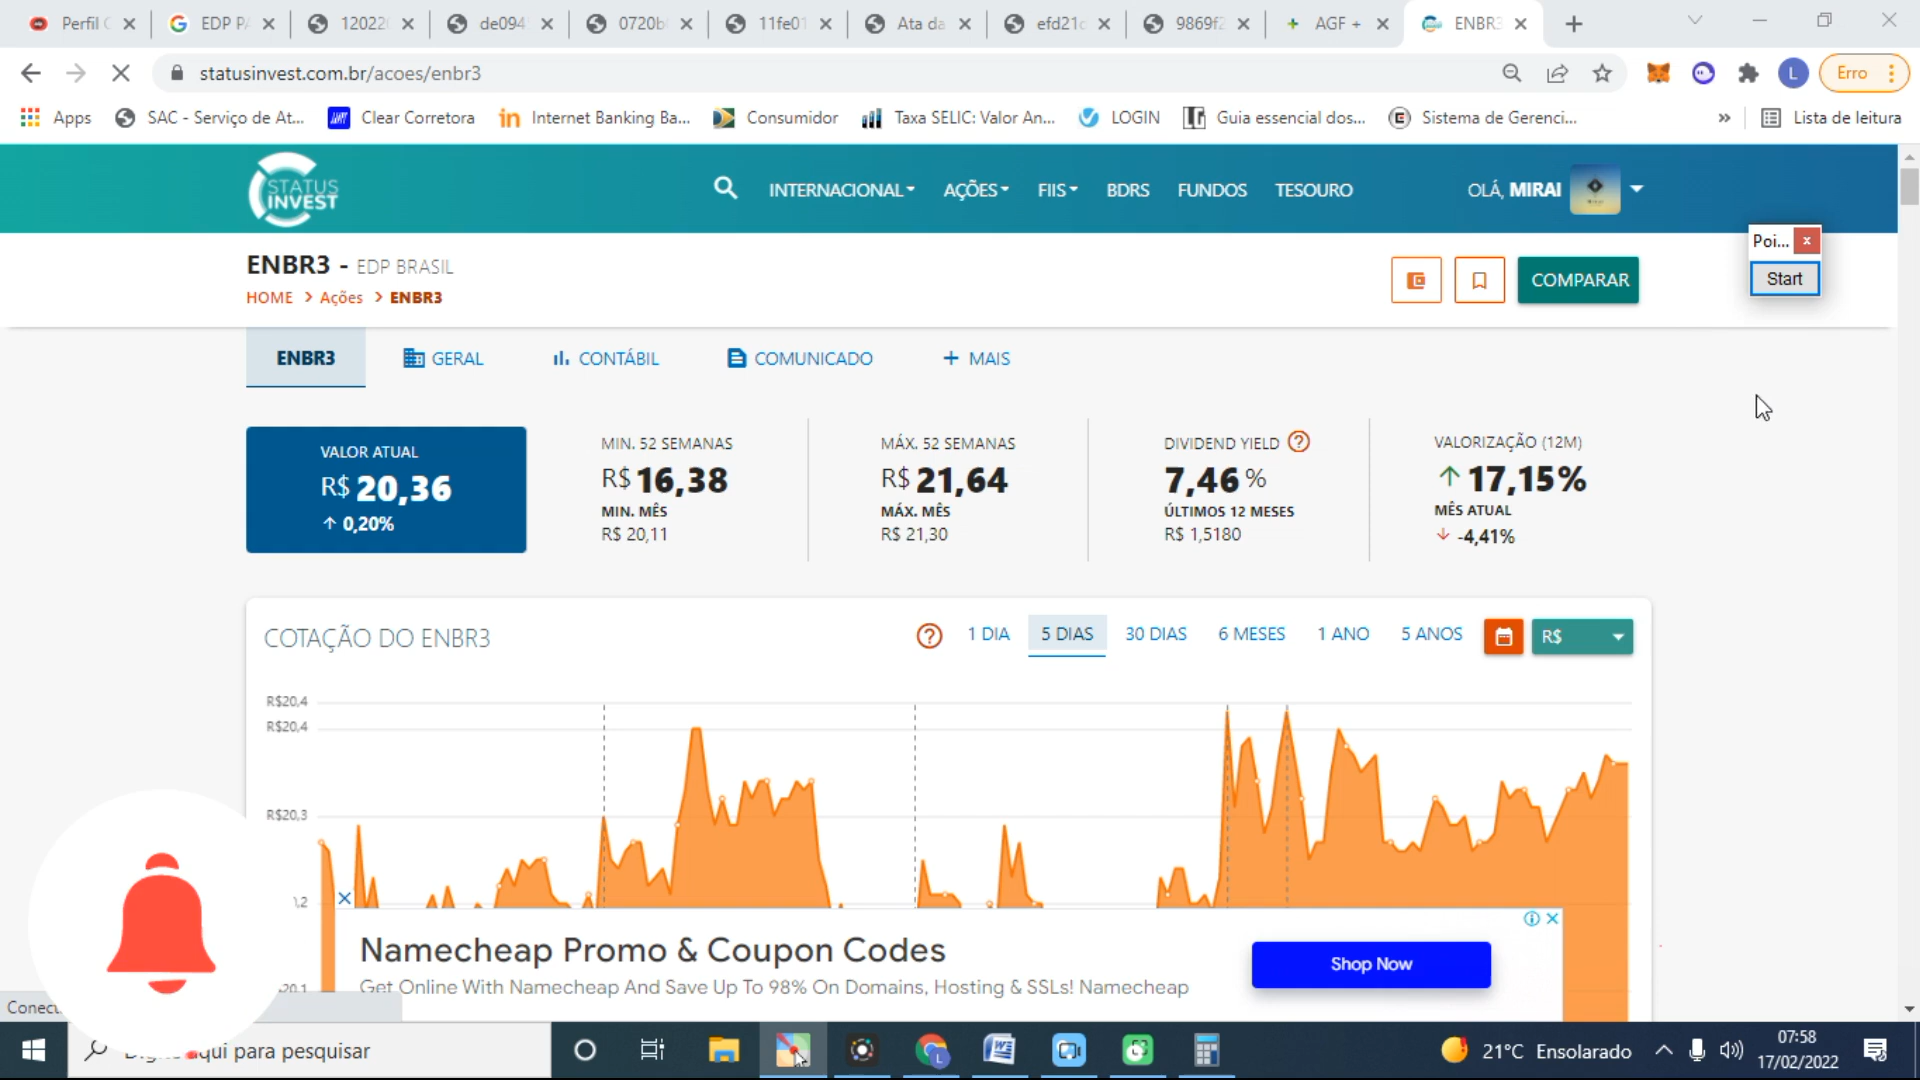 Perfil C
EDP P
12022
de094
0720b
11fe01
Ata da
efd21c
9869f2
AGF +
ENBR3
statusinvest.com.br/acoes/enbr3
L
Erro
Apps
SAC - Serviço de At...
Clear Corretora
Internet Banking Ba...
Consumidor
Taxa SELIC: Valor An...
LOGIN
Guia essencial dos...
Sistema de Gerenci...
Lista de leitura
STATUS
INVEST
INTERNACIONAL
AÇÕES
FIIS
BDRS
FUNDOS
TESOURO
OLÁ, MIRAI
Poi...
Start
ENBR3 - EDP BRASIL
HOME > Ações > ENBR3
COMPARAR
ENBR3
GERAL
CONTÁBIL
COMUNICADO
+ MAIS
VALOR ATUAL
R$ 20,36
0,20%
MIN. 52 SEMANAS
R$ 16,38
MIN. MÊS
R$ 20,11
MÁX. 52 SEMANAS
R$ 21,64
MÁX. MÊS
R$ 21,30
DIVIDEND YIELD
7,46 %
ÚLTIMOS 12 MESES
R$ 1,5180
VALORIZAÇÃO (12M)
17,15%
MÊS ATUAL
-4,41%
COTAÇÃO DO ENBR3
1 DIA
5 DIAS
30 DIAS
6 MESES
1 ANO
5 ANOS
R$
R$20,4
R$20,4
R$20,3
Namecheap Promo & Coupon Codes
Get Online With Namecheap And Save Up To 98% On Domains, Hosting & SSLs! Namecheap
Shop Now
Conect
qui para pesquisar
21°C Ensolarado
07:58
17/02/2022